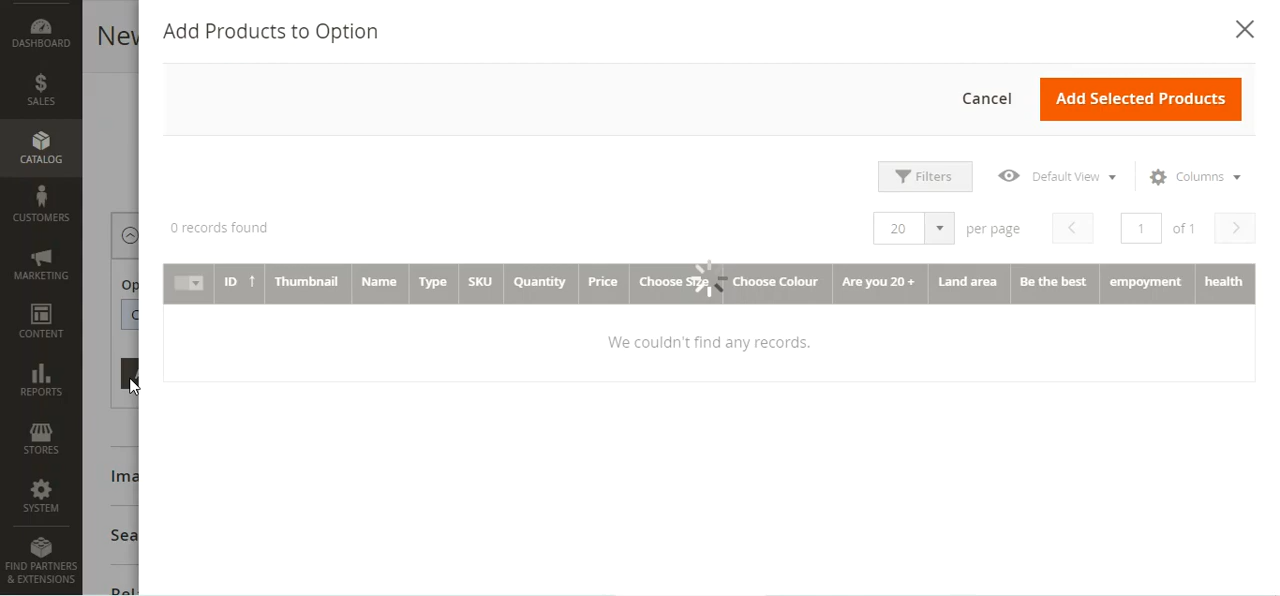 DASHBOARD
SALES
CATALOG
CUSTOMERS
MARKETING
CONTENT
REPORTS
STORES
SYSTEM
FIND PARTNERS
& EXTENSIONS
New
Op
C
Ima
Sea
Rel
Add Products to Option
Cancel
Add Selected Products
Filters
Default View
Columns
0 records found
20
per page
1
of 1
ID ↑ Thumbnail Name Type SKU Quantity Price Choose Size Choose Colour Are you 20 + Land area Be the best empoyment health
We couldn't find any records.